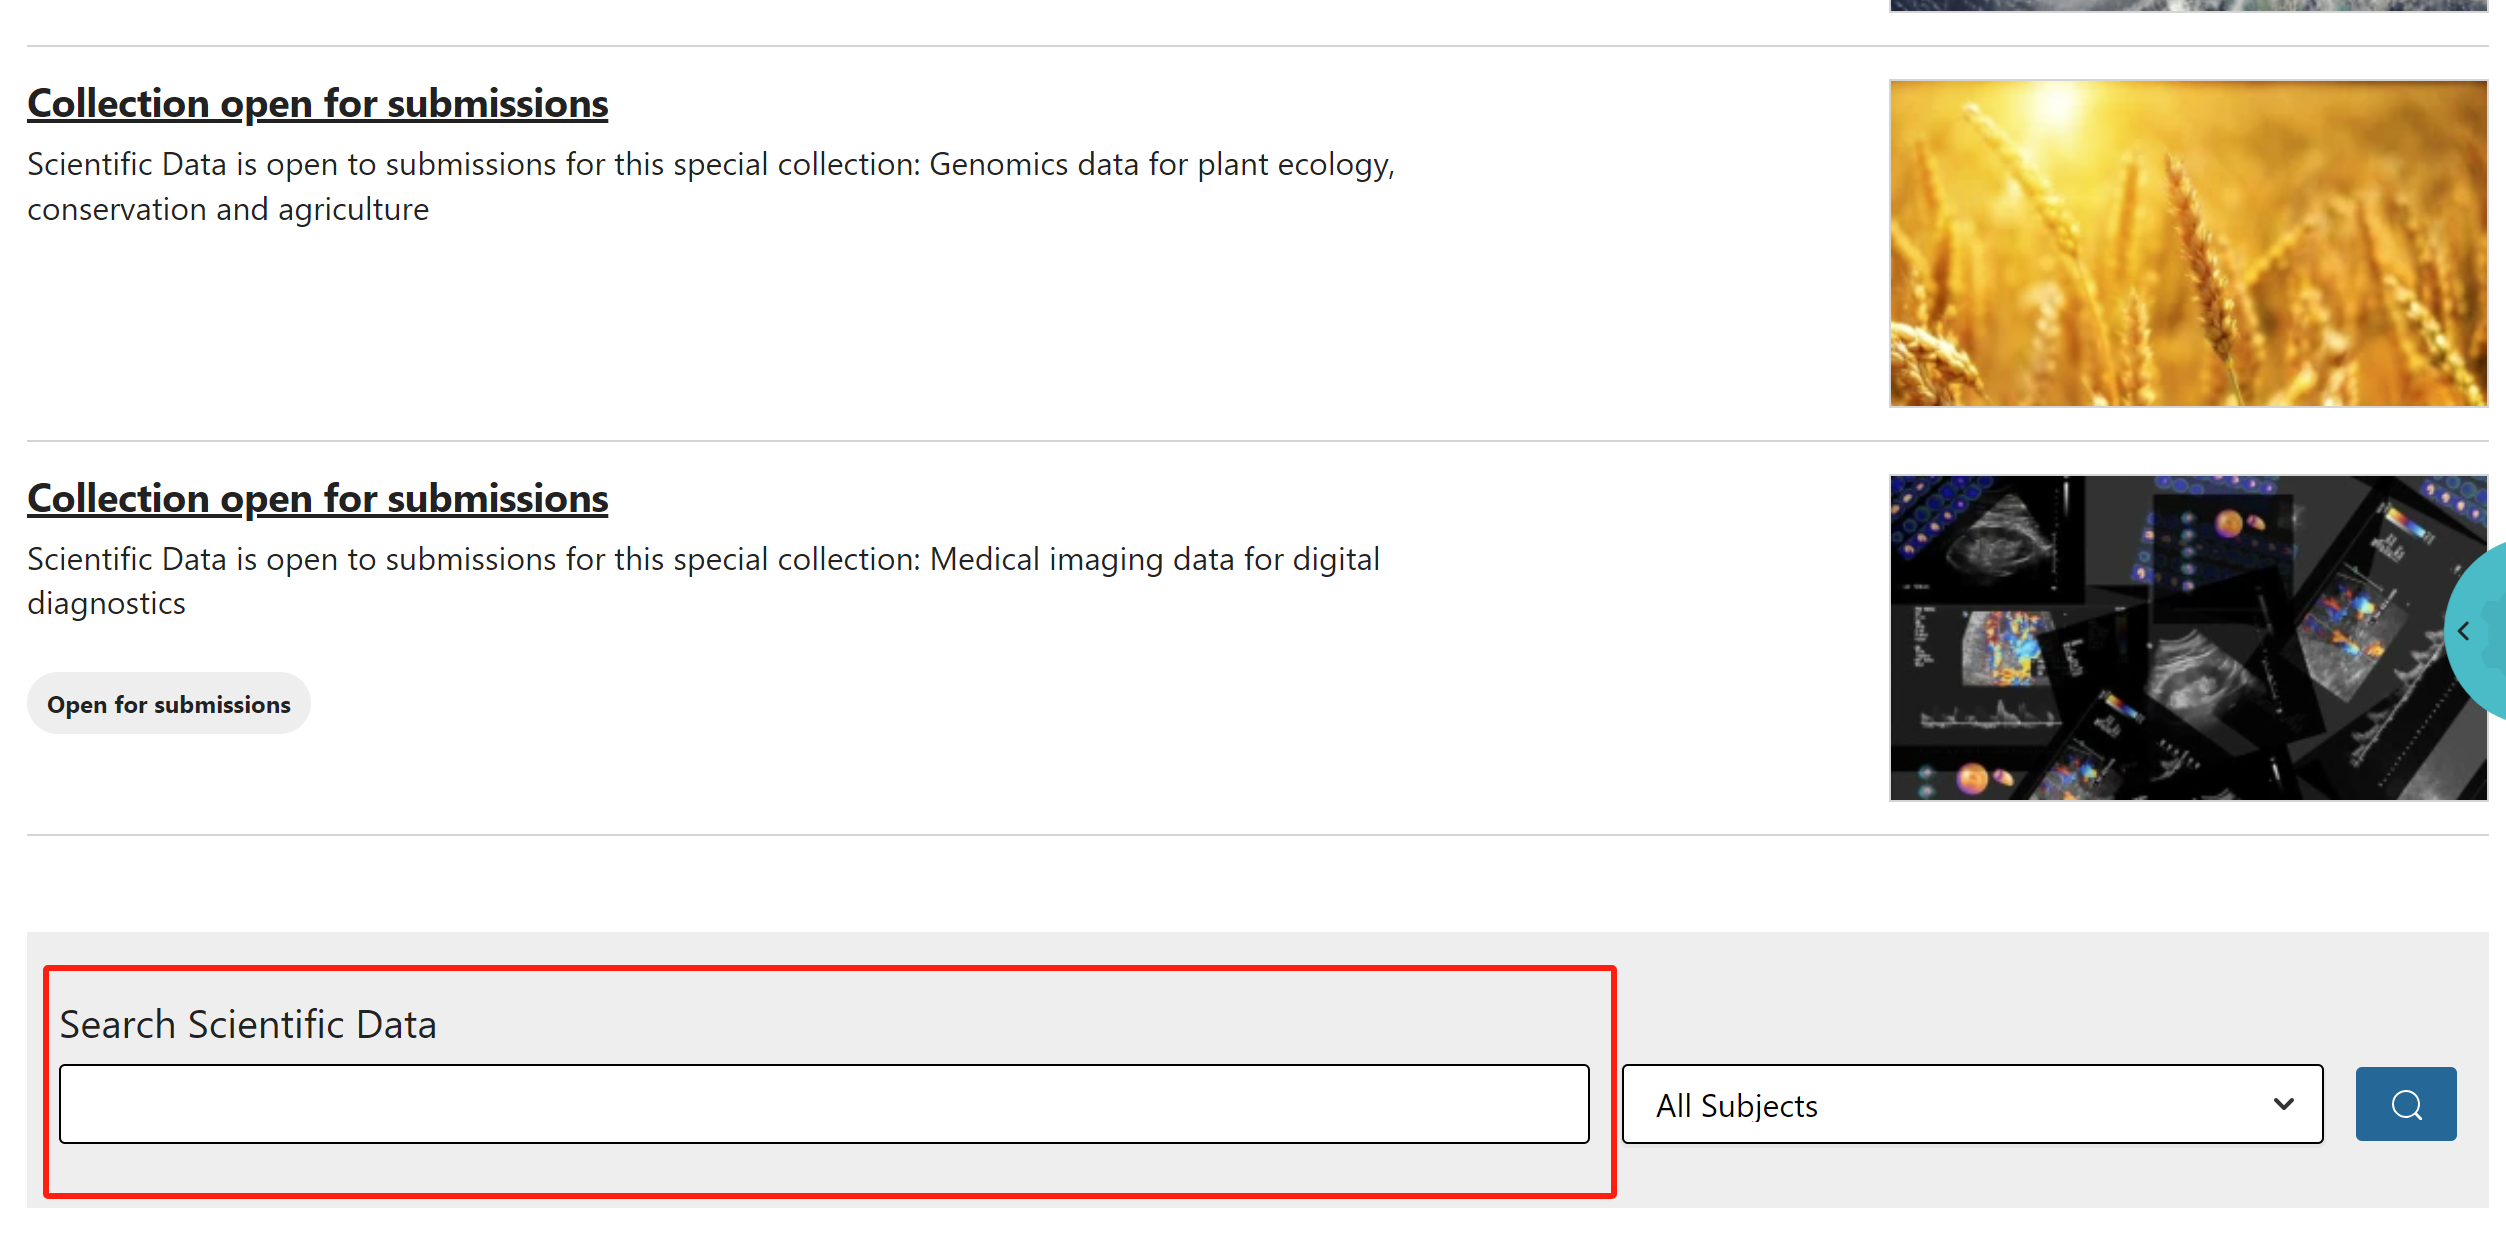 Collection open for submissions
Scientific Data is open to submissions for this special collection: Genomics data for plant ecology,
conservation and agriculture
Collection open for submissions
Scientific Data is open to submissions for this special collection: Medical imaging data for digital
diagnostics
Open for submissions
Search Scientific Data
All Subjects